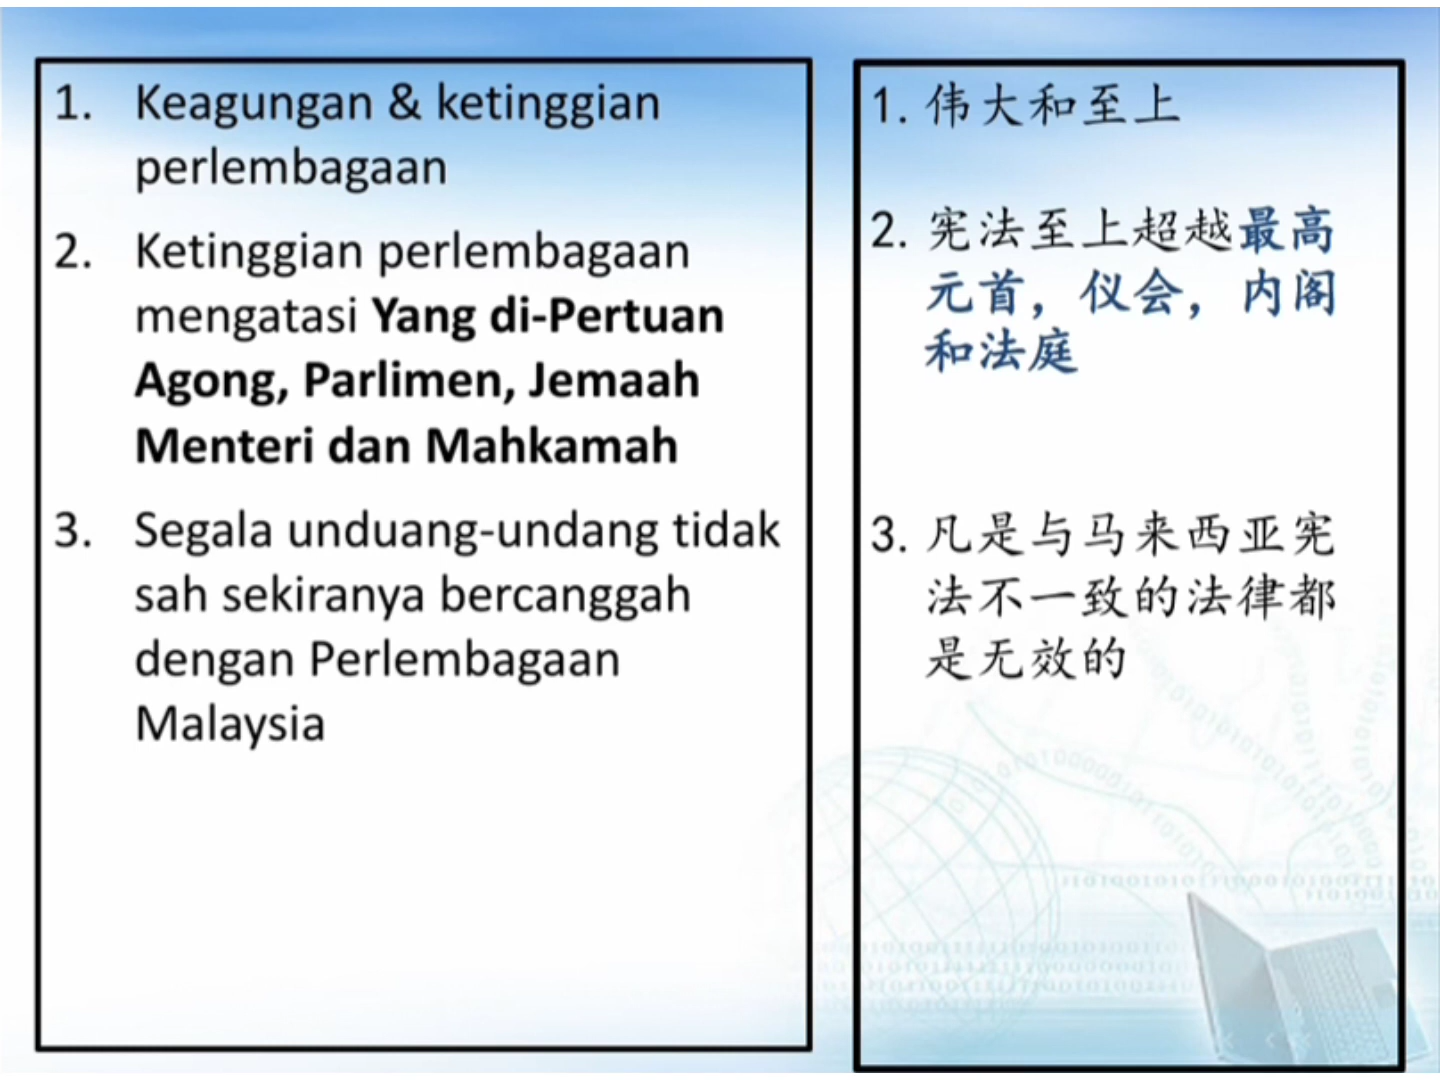 1. Keagungan & ketinggian
perlembagaan
2. Ketinggian perlembagaan
mengatasi Yang di-Pertuan
Agong, Parlimen, Jemaah
Menteri dan Mahkamah
3. Segala unduang-undang tidak
sah sekiranya bercanggah
dengan Perlembagaan
Malaysia
1. 伟大和至上
2. 宪法至上超越最高
元首，仪会，内阁
和法庭
3. 凡是与马来西亚宪
法不一致的法律都
是无效的